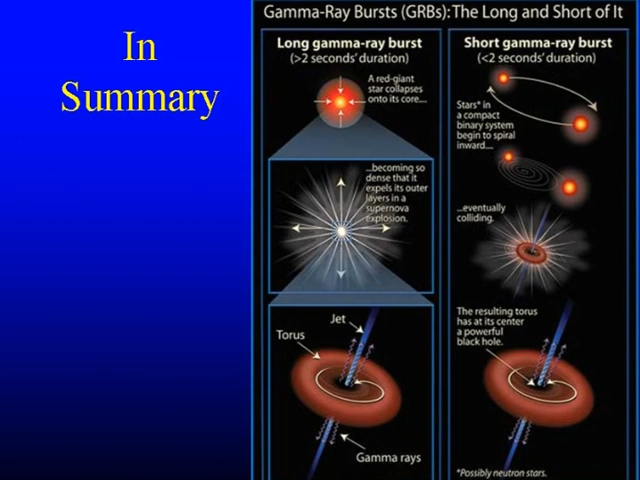 In
Summary
Gamma-Ray Bursts (GRBs): The Long and Short of It
Long gamma-ray burst
(>2 seconds' duration)
A red-giant
star collapses
onto its core....
...becoming so
dense that it
expels its outer
layers in a
supernova
explosion.
Jet
Torus
Gamma rays
Short gamma-ray burst
(<2 seconds' duration)
Stars* in
a compact
binary system
begin to spiral
inward....
...eventually
colliding.
The resulting torus
has at its center
a powerful
black hole.
*Possibly neutron stars.